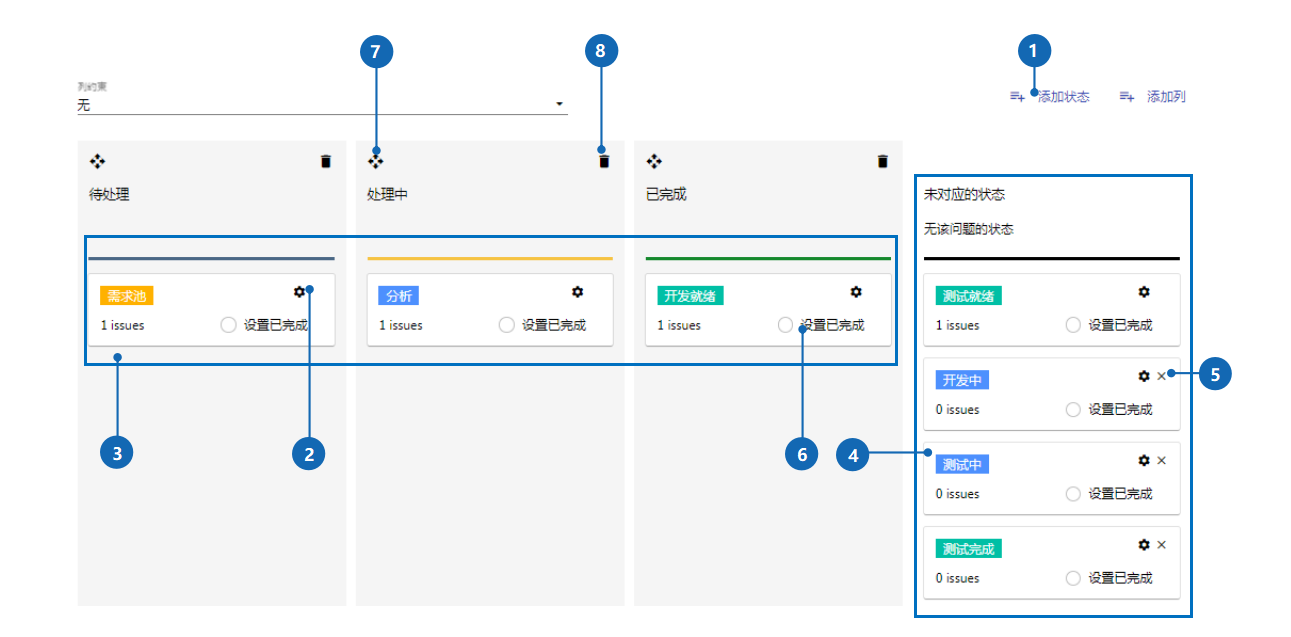 7
8
1
列约束
无
添加状态
添加列
待处理
处理中
已完成
未对应的状态
无该问题的状态
需求池
1 issues
设置已完成
分析
1 issues
设置已完成
开发就绪
1 issues
设置已完成
测试就绪
1 issues
设置已完成
开发中
0 issues
设置已完成
5
3
2
6
4
测试中
0 issues
设置已完成
测试完成
0 issues
设置已完成